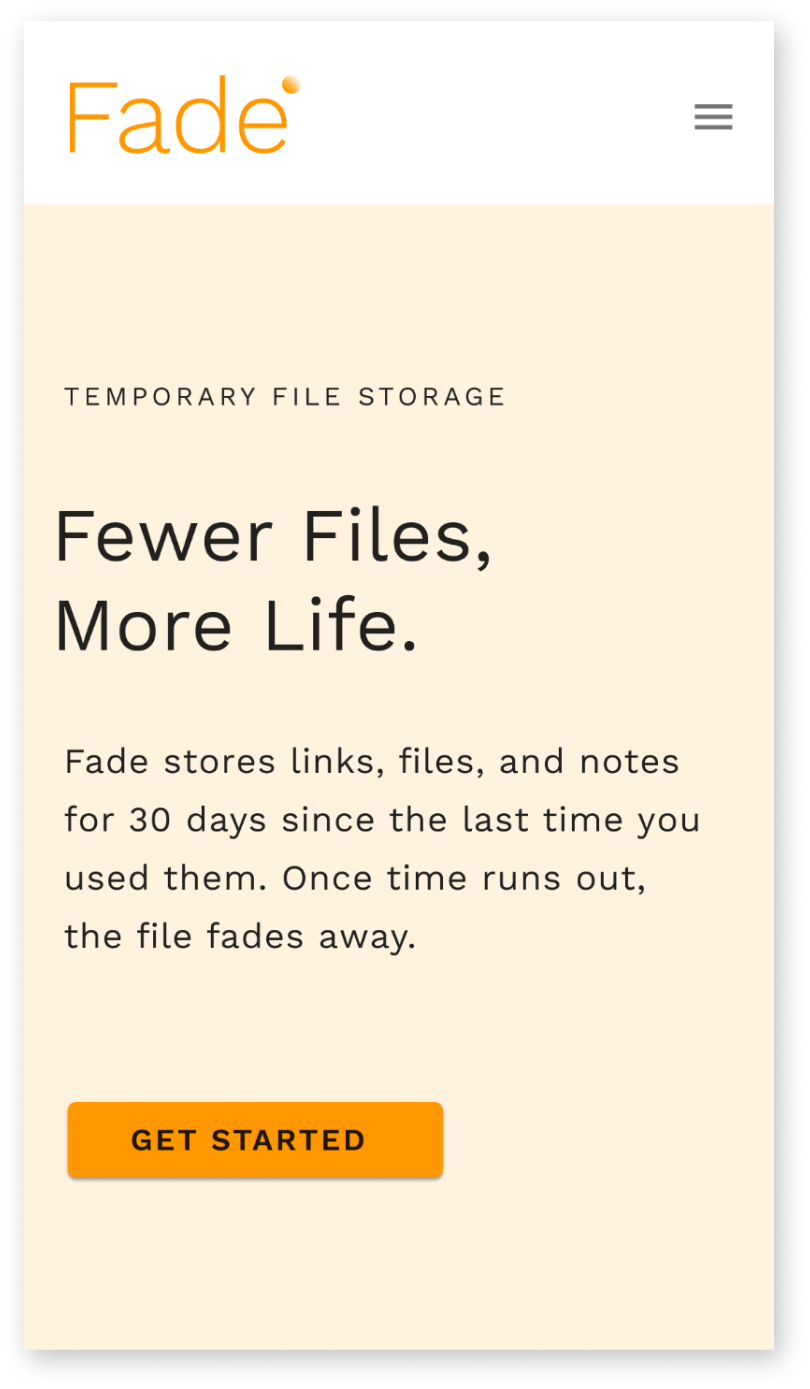 Fade
TEMPORARY FILE STORAGE
Fewer Files,
More Life.
Fade stores links, files, and notes
for 30 days since the last time you
used them. Once time runs out,
the file fades away.
GET STARTED